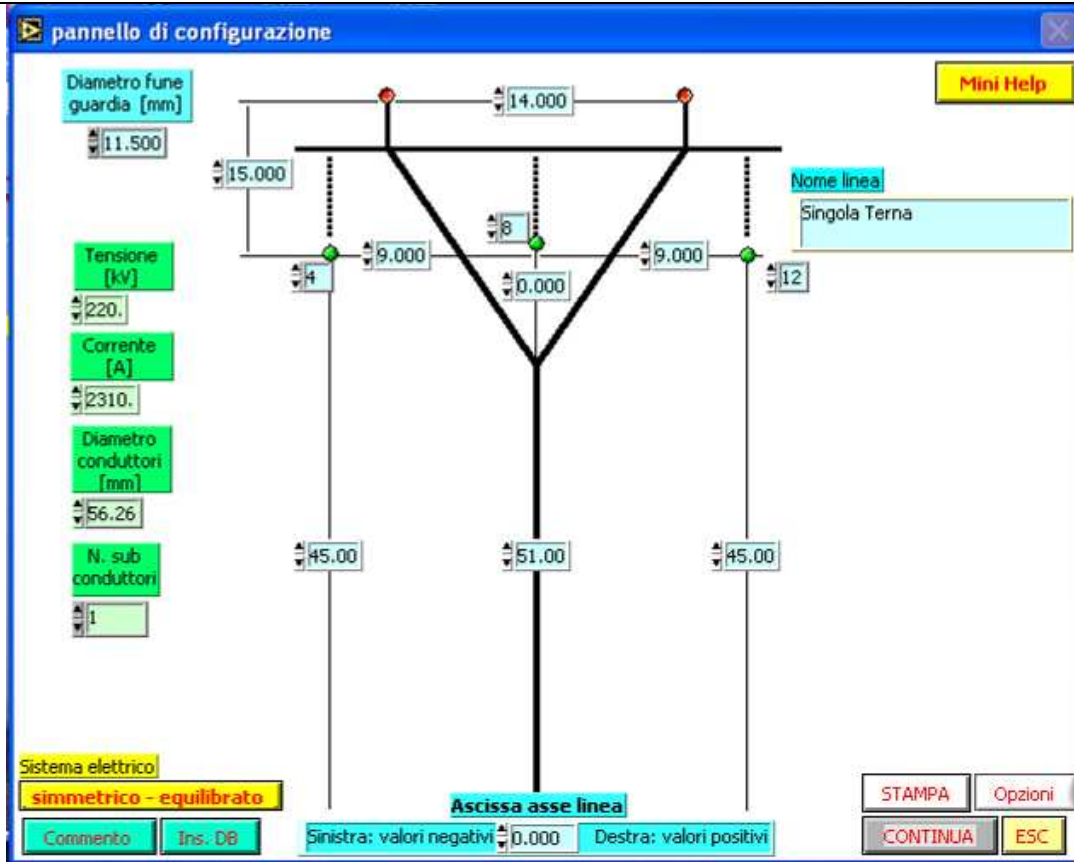 pannello di configurazione
Diametro fune
guardia [mm]
11.500
14.000
Mini Help
15.000
Nome linea
Singola Terna
8
Tensione
[kV]
220.
4
9.000
0.000
9.000
12
Corrente
[A]
2310.
Diametro
conduttori
[mm]
56.26
N. sub
conduttori
1
45.00
51.00
45.00
Sistema elettrico
simmetrico - equilibrato
Commento
Ins. DB
Ascissa asse linea
Sinistra: valori negativi
0.000
Destra: valori positivi
STAMPA
Opzioni
CONTINUA
ESC